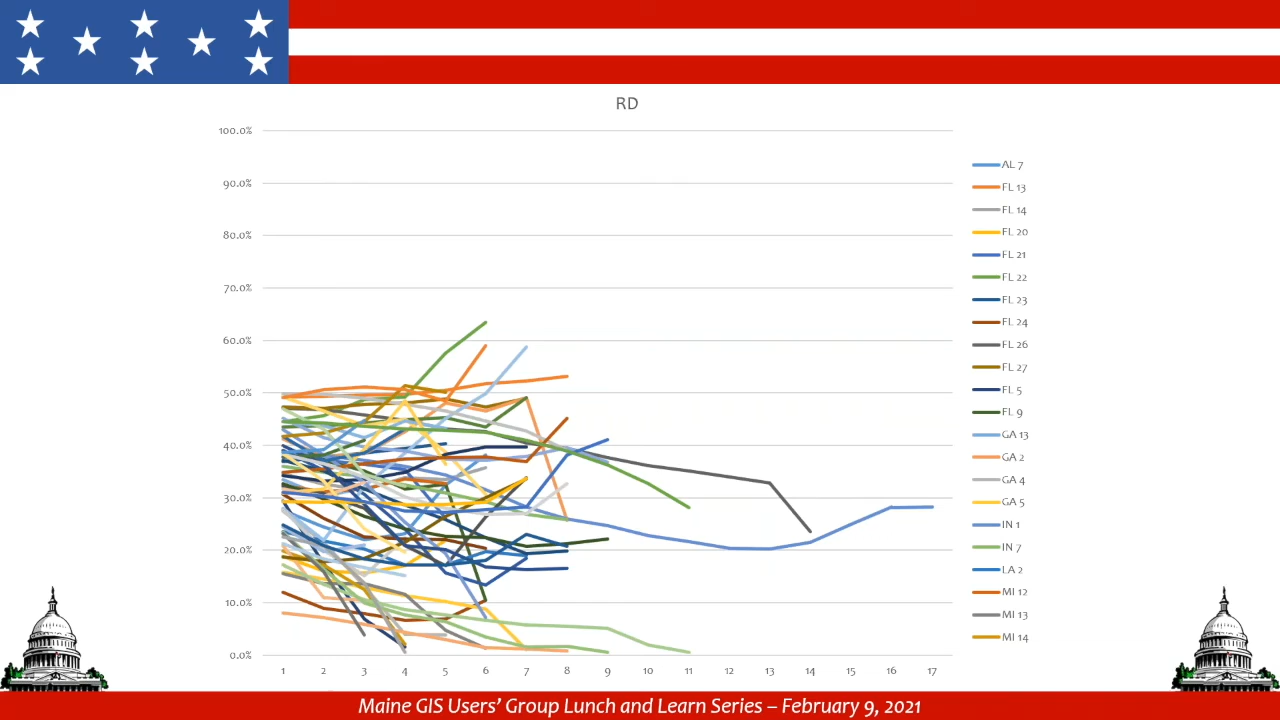 RD
100.0%
90.0%
80.0%
70.0%
60.0%
50.0%
40.0%
30.0%
20.0%
10.0%
0.0%
1 2 3 4 5 6 7 8 9 10 11 12 13 14 15 16 17
AL 7
FL 13
FL 14
FL 20
FL 21
FL 22
FL 23
FL 24
FL 26
FL 27
FL 5
FL 9
GA 13
GA 2
GA 4
GA 5
IN 1
IN 7
LA 2
MI 12
MI 13
MI 14
Maine GIS Users' Group Lunch and Learn Series – February 9, 2021